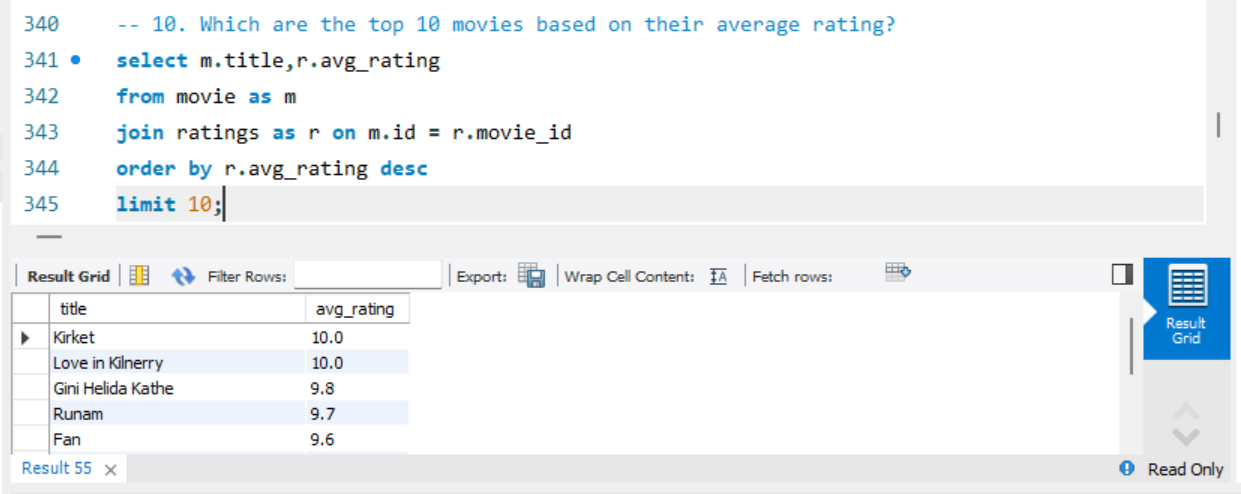 340 -- 10. Which are the top 10 movies based on their average rating?
341 select m.title,r.avg_rating
342 from movie as m
343 join ratings as r on m.id = r.movie_id
344 order by r.avg_rating desc
345 limit 10;
Result Grid Filter Rows: Export: Wrap Cell Content: IA Fetch rows:
title avg_rating
Kirket 10.0
Love in Kilnerry 10.0
Gini Helida Kathe 9.8
Runam 9.7
Fan 9.6
Result
Grid
Result 55 Read Only